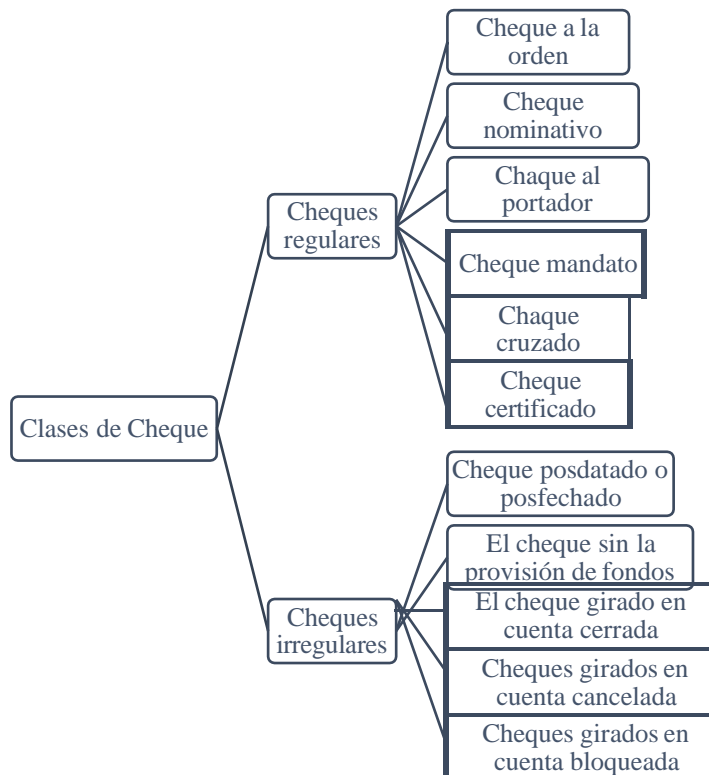 Clases de Cheque
Cheques
regulares
Cheque a la
orden
Cheque
nominativo
Chaque al
portador
Cheque mandato
Chaque
cruzado
Cheque
certificado
Cheques
irregulares
Cheque posdatado o
posfechado
El cheque sin la
provisión de fondos
El cheque girado en
cuenta cerrada
Cheques girados en
cuenta cancelada
Cheques girados en
cuenta bloqueada